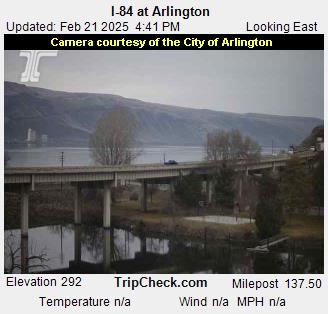 I-84 at Arlington
Updated: Feb 21 2025 4:41 PM Looking East
Camera courtesy of the City of Arlington
Elevation 292 TripCheck.com Milepost 137.50
Temperature n/a Wind n/a MPH n/a